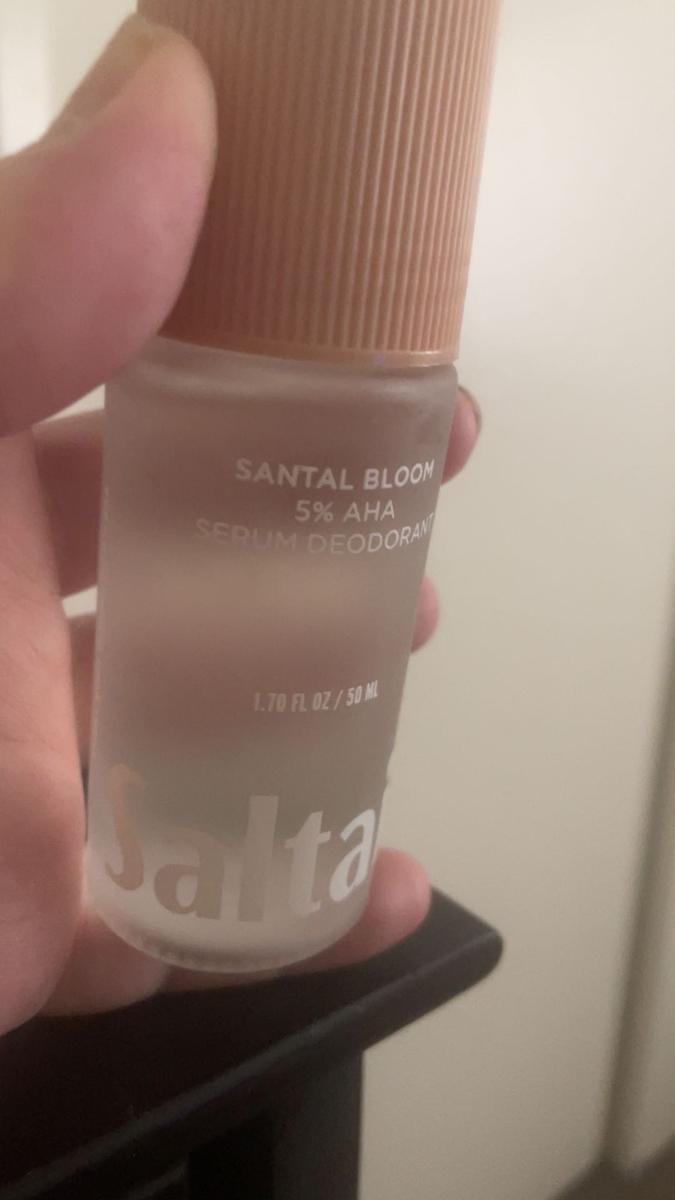 SANTAL BLOOM
5% AHA
SERUM DEODORANT
1.70 FL OZ / 50 ML
Salta